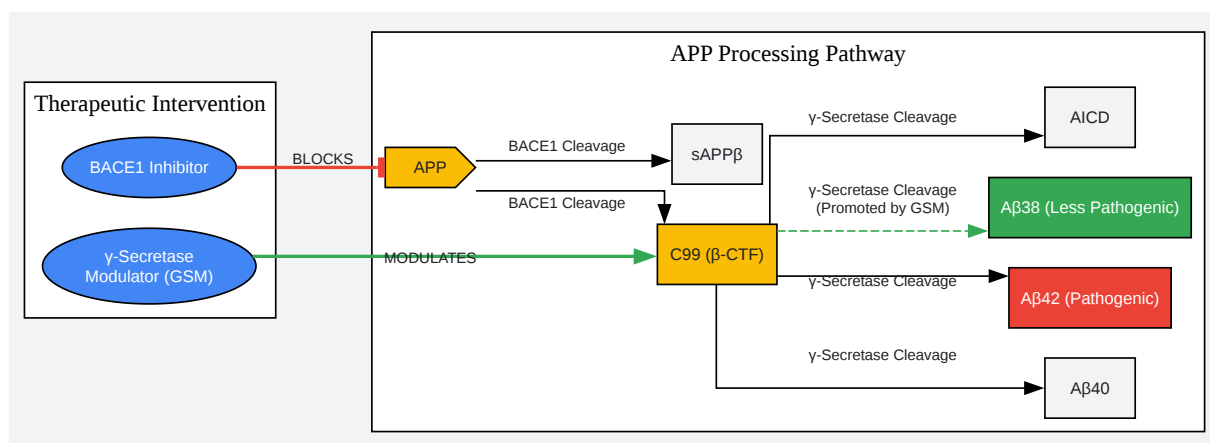 APP Processing Pathway
Therapeutic Intervention
BACE1 Inhibitor
BLOCKS
APP
BACE1 Cleavage
sAPPβ
BACE1 Cleavage
γ-Secretase
Modulator (GSM)
MODULATES
C99 (β-CTF)
γ-Secretase Cleavage
AICD
γ-Secretase Cleavage
(Promoted by GSM)
Aβ38 (Less Pathogenic)
γ-Secretase Cleavage
Aβ42 (Pathogenic)
γ-Secretase Cleavage
Aβ40